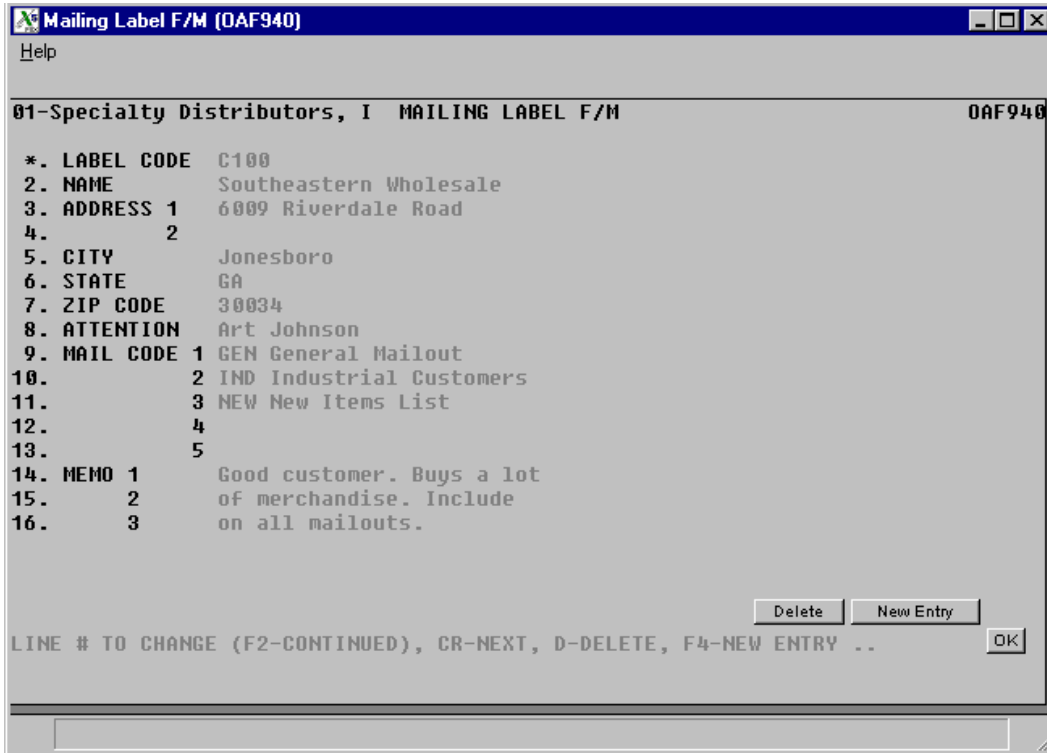 Mailing Label F/M (OAF940)
Help
01-Specialty Distributors, I MAILING LABEL F/M OAF940
*. LABEL CODE C100
2. NAME Southeastern Wholesale
3. ADDRESS 1 6009 Riverdale Road
4. 2
5. CITY Jonesboro
6. STATE GA
7. ZIP CODE 30034
8. ATTENTION Art Johnson
9. MAIL CODE 1 GEN General Mailout
10. 2 IND Industrial Customers
11. 3 NEW New Items List
12. 4
13. 5
14. MEMO 1 Good customer. Buys a lot
15. 2 of merchandise. Include
16. 3 on all mailouts.
Delete New Entry
LINE # TO CHANGE (F2-CONTINUED), CR-NEXT, D-DELETE, F4-NEW ENTRY .. OK